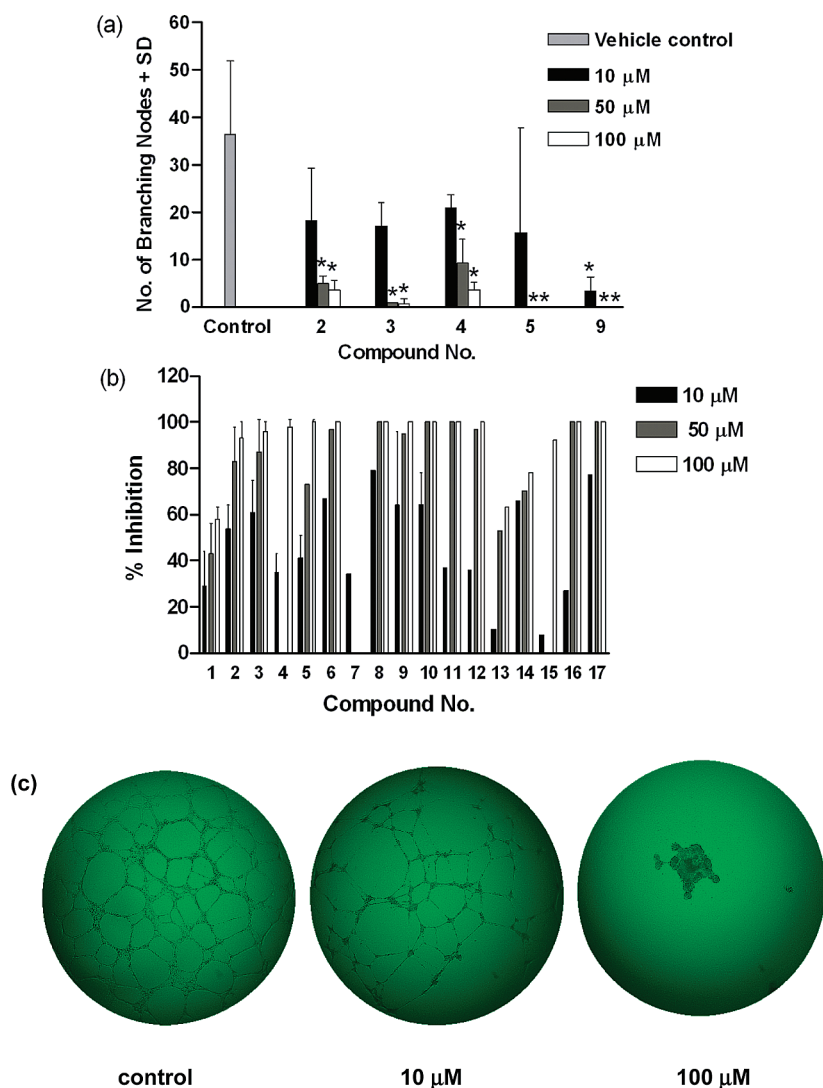 (a)
No. of Branching Nodes + SD
60
50
40
30
20
10
0
Vehicle control
10 μM
50 μM
100 μM
* *
* *
*
*
**
*
**
Control 2 3 4 5 9
Compound No.
(b)
% Inhibition
120
100
80
60
40
20
0
10 μM
50 μM
100 μM
1 2 3 4 5 6 7 8 9 10 11 12 13 14 15 16 17
Compound No.
(c)
control 10 μM 100 μM